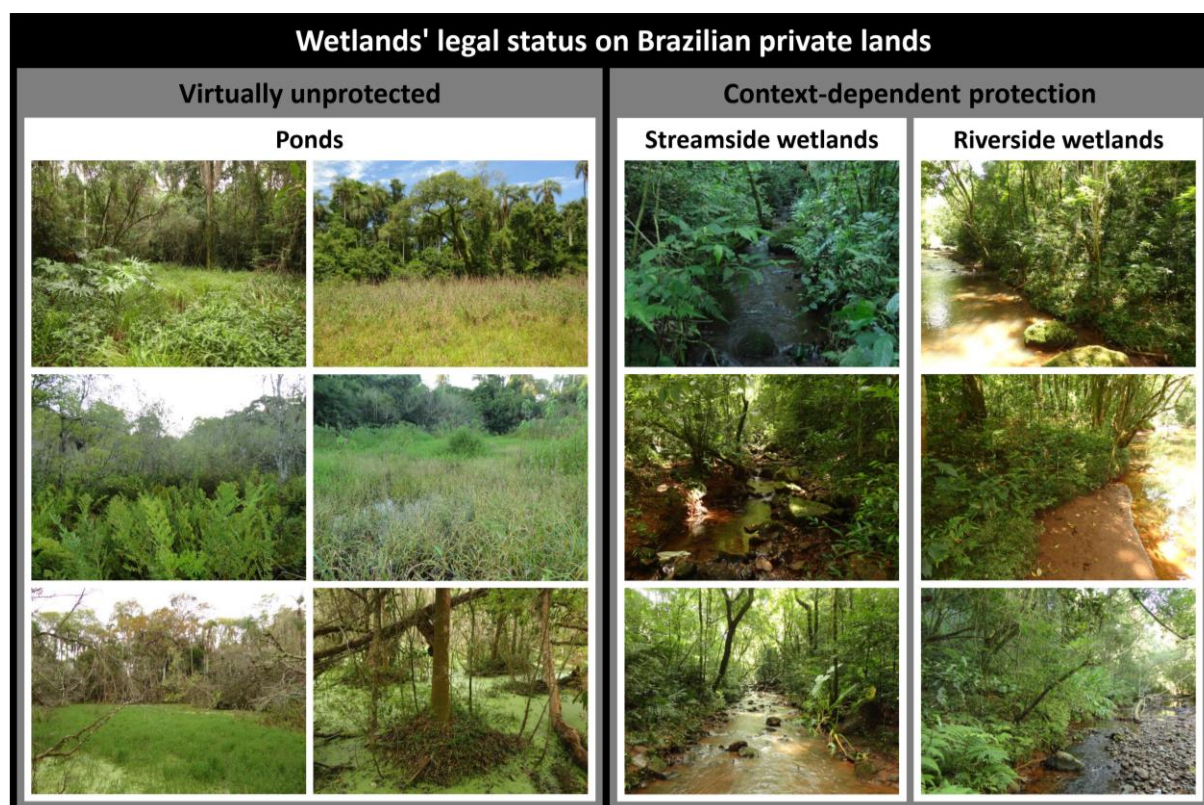 Wetlands' legal status on Brazilian private lands
Virtually unprotected
Context-dependent protection
Ponds
Streamside wetlands
Riverside wetlands